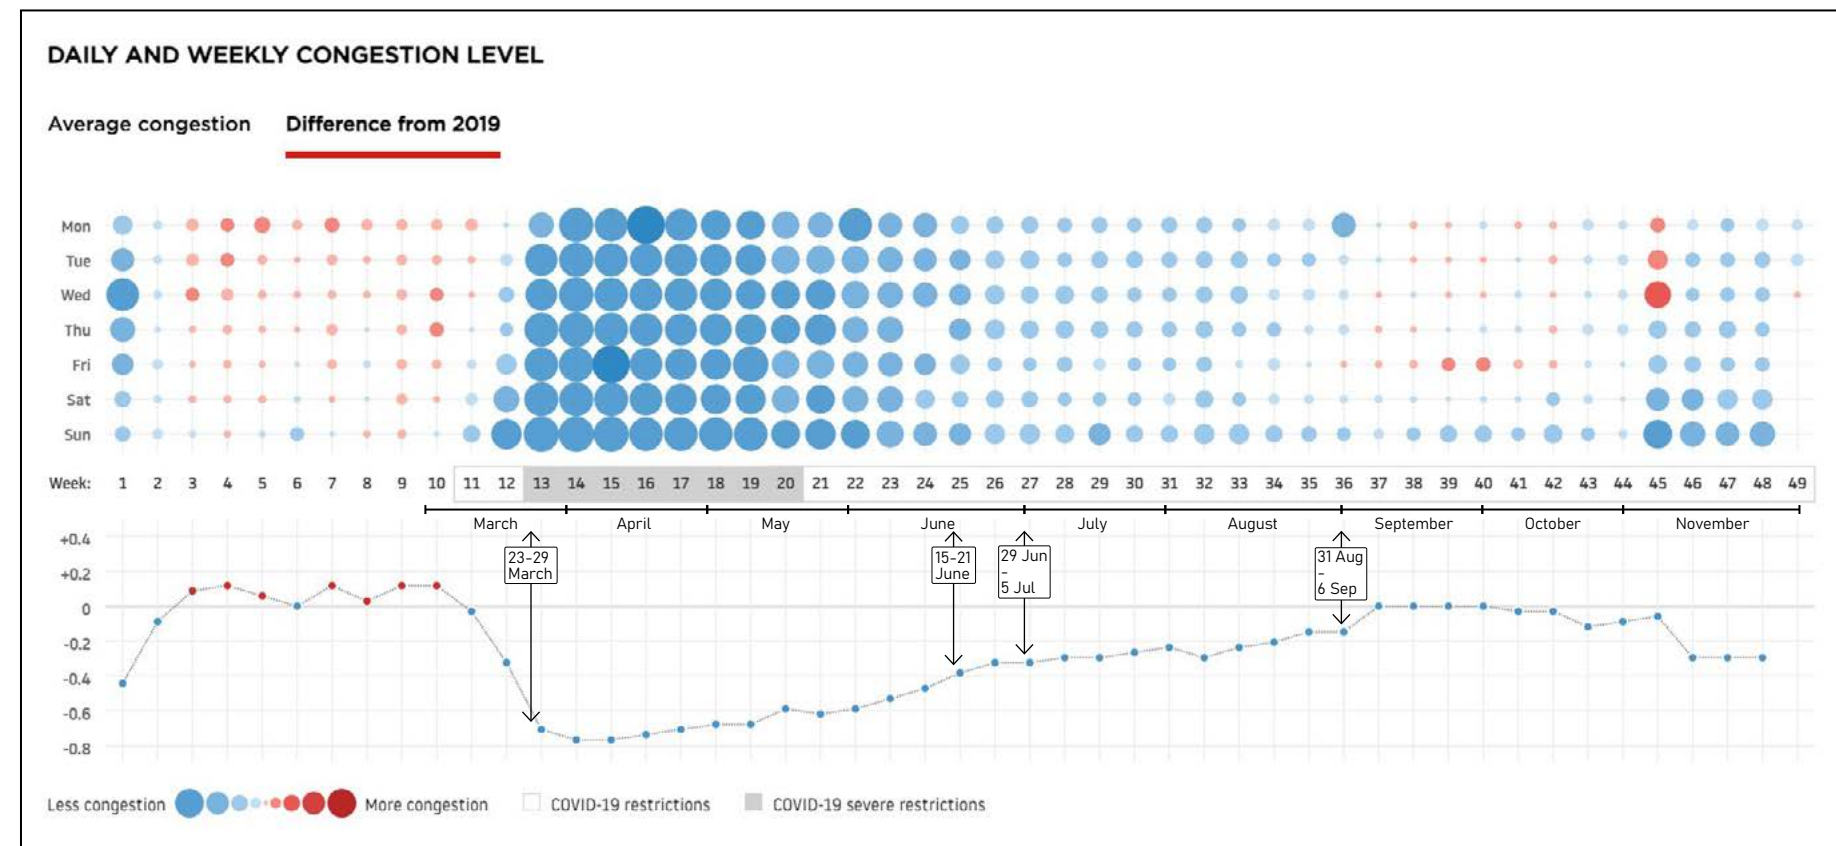 DAILY AND WEEKLY CONGESTION LEVEL
Average congestion Difference from 2019
Mon
Tue
Wed
Thu
Fri
Sat
Sun
Week: 1 2 3 4 5 6 7 8 9 10 11 12 13 14 15 16 17 18 19 20 21 22 23 24 25 26 27 28 29 30 31 32 33 34 35 36 37 38 39 40 41 42 43 44 45 46 47 48 49
March April May June July August September October November
+0.4
+0.2
0
-0.2
-0.4
-0.6
-0.8
23-29
March
15-21
June
29 Jun
-
5 Jul
31 Aug
-
6 Sep
Less congestion More congestion COVID-19 restrictions COVID-19 severe restrictions